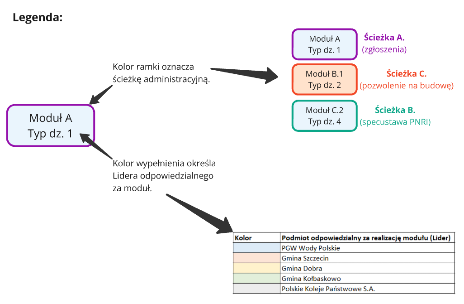 Legenda:
Kolor ramki oznacza
ścieżkę administracyjną.
Moduł A
Typ dz. 1
Ścieżka A.
(zgłoszenia)
Moduł B.1
Typ dz. 2
Ścieżka C.
(pozwolenie na budowę)
Moduł C.2
Typ dz. 4
Ścieżka B.
(specustawa PNRI)
Moduł A
Typ dz. 1
Kolor wypełnienia określa
Lidera odpowiedzialnego
za moduł.
Kolor Podmiot odpowiedzialny za realizację modułu (Lider)
PGW Wody Polskie
Gmina Szczecin
Gmina Dobra
Gmina Kołbaskowo
Polskie Koleje Państwowe S.A.